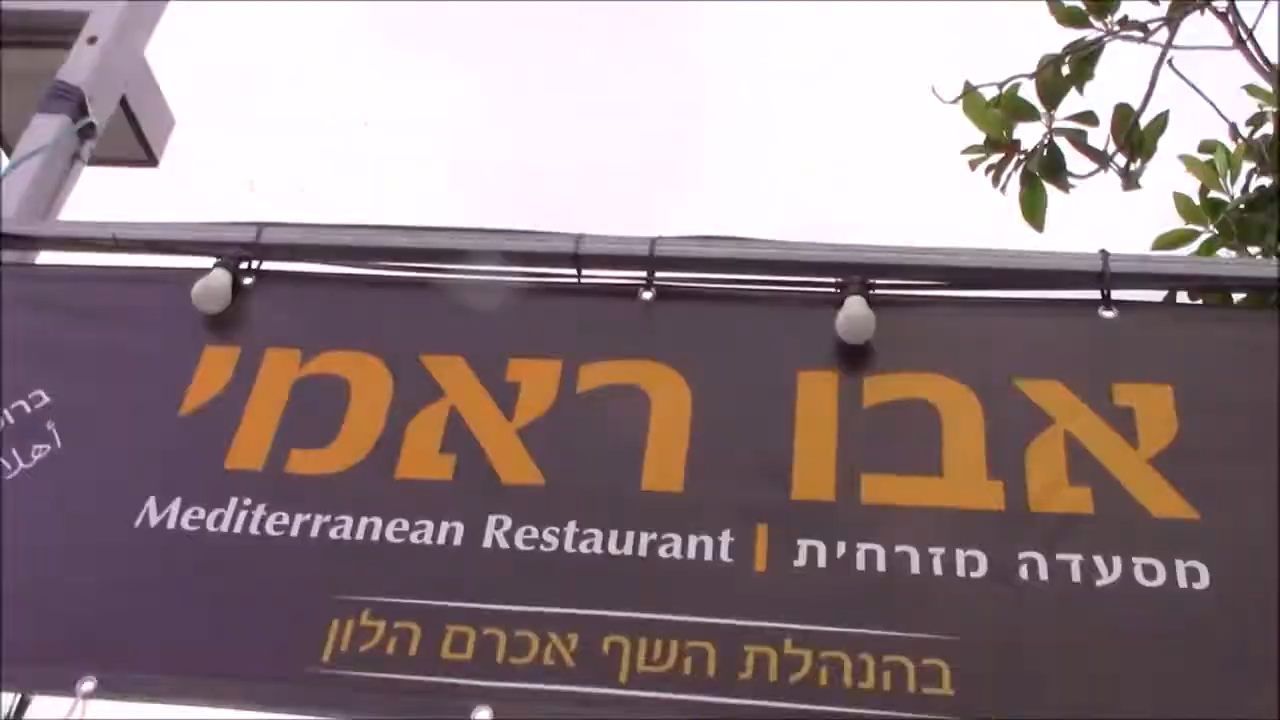 אבו ראמי
מסעדה מזרחית | Mediterranean Restaurant
בהנהלת השף אכרם הלון